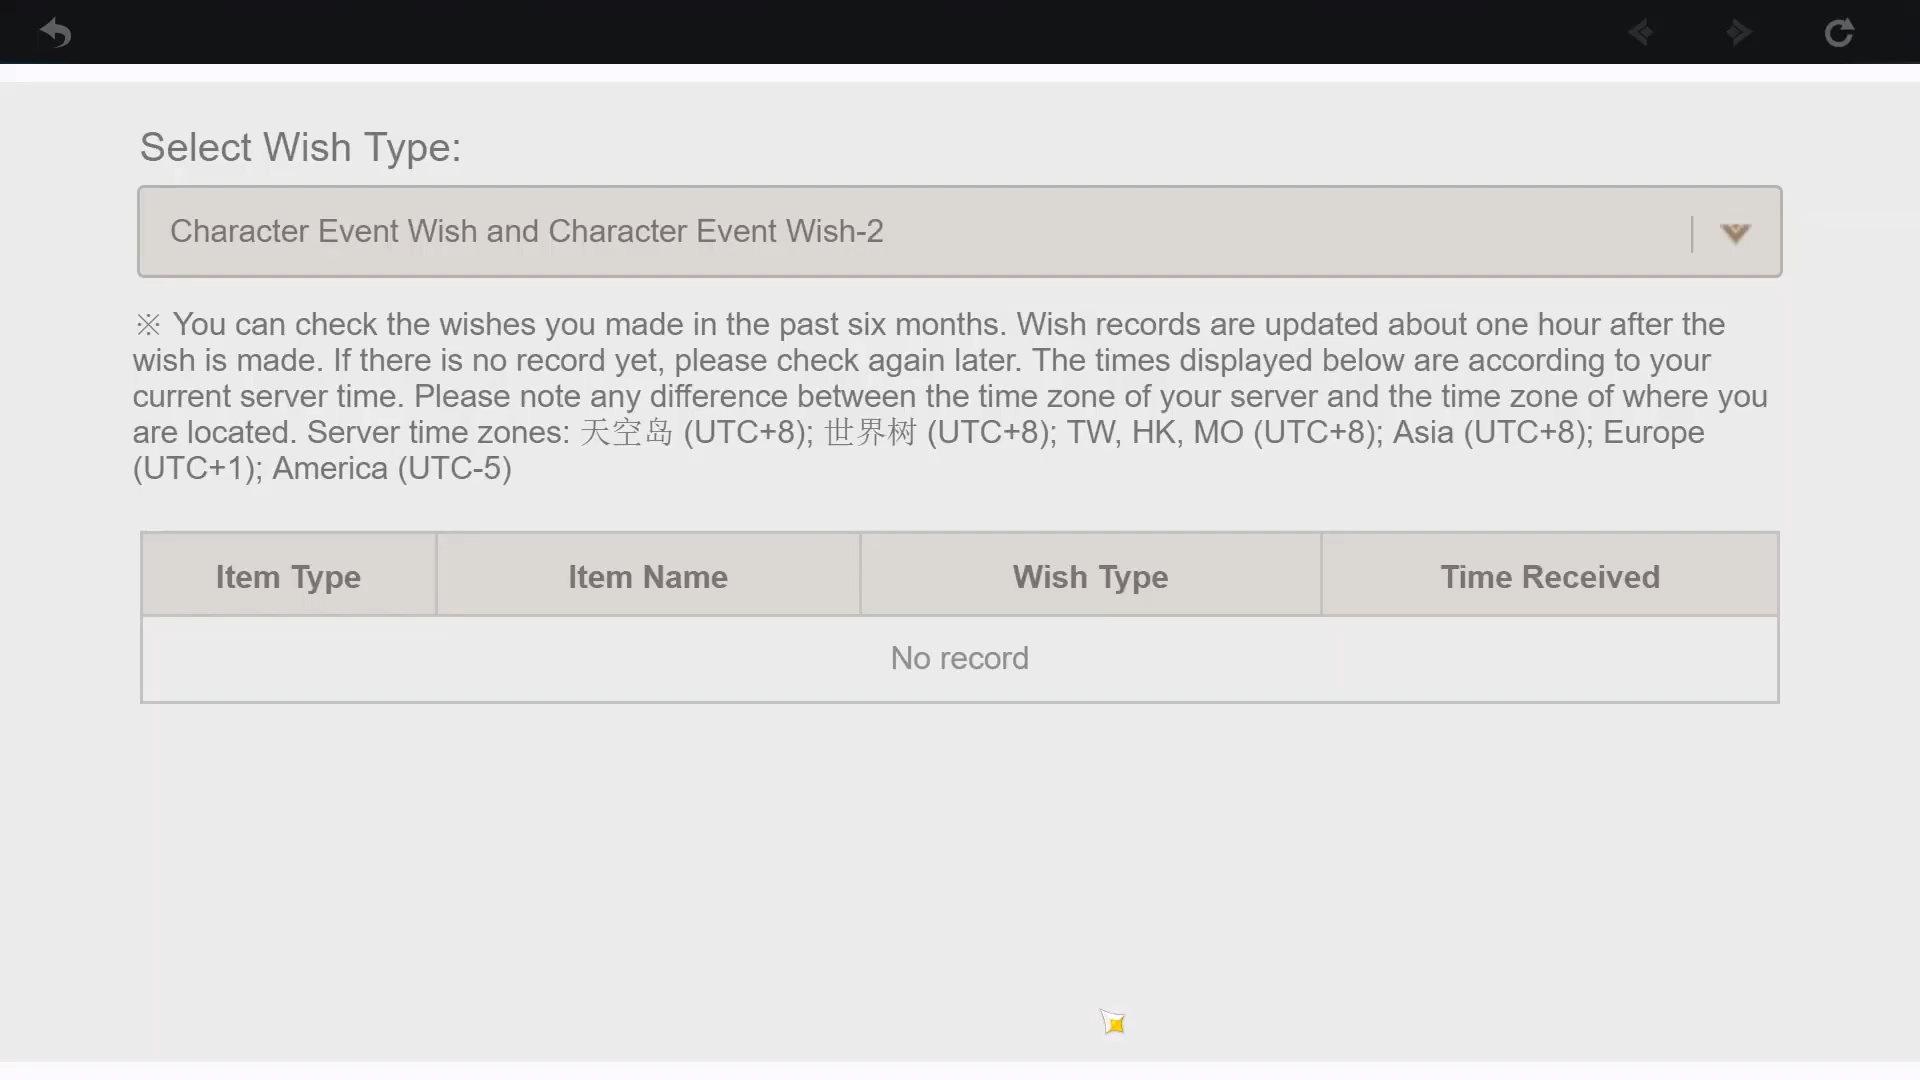 Select Wish Type:
Character Event Wish and Character Event Wish-2
※ You can check the wishes you made in the past six months. Wish records are updated about one hour after the
wish is made. If there is no record yet, please check again later. The times displayed below are according to your
current server time. Please note any difference between the time zone of your server and the time zone of where you
are located. Server time zones: 天空岛 (UTC+8); 世界树 (UTC+8); TW, HK, MO (UTC+8); Asia (UTC+8); Europe
(UTC+1); America (UTC-5)
Item Type Item Name Wish Type Time Received
No record